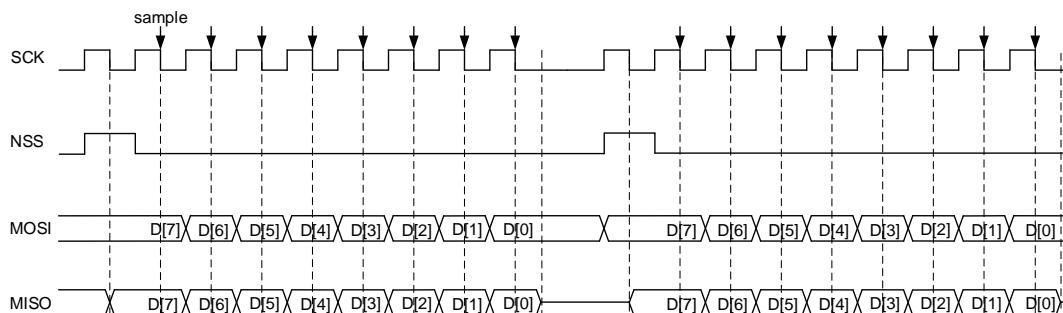 sample
SCK
NSS
MOSI D[7] D[6] D[5] D[4] D[3] D[2] D[1] D[0] D[7] D[6] D[5] D[4] D[3] D[2] D[1] D[0]
MISO D[7] D[6] D[5] D[4] D[3] D[2] D[1] D[0] D[7] D[6] D[5] D[4] D[3] D[2] D[1] D[0]